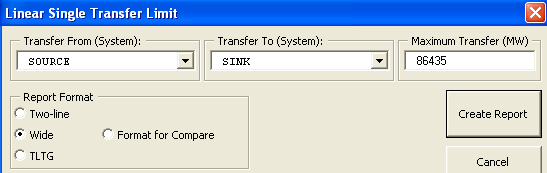 Linear Single Transfer Limit
Transfer From (System):
Transfer To (System):
Maximum Transfer (MW)
SOURCE
SINK
86435
Report Format
Two-line
Wide
Format for Compare
TLTG
Create Report
Cancel